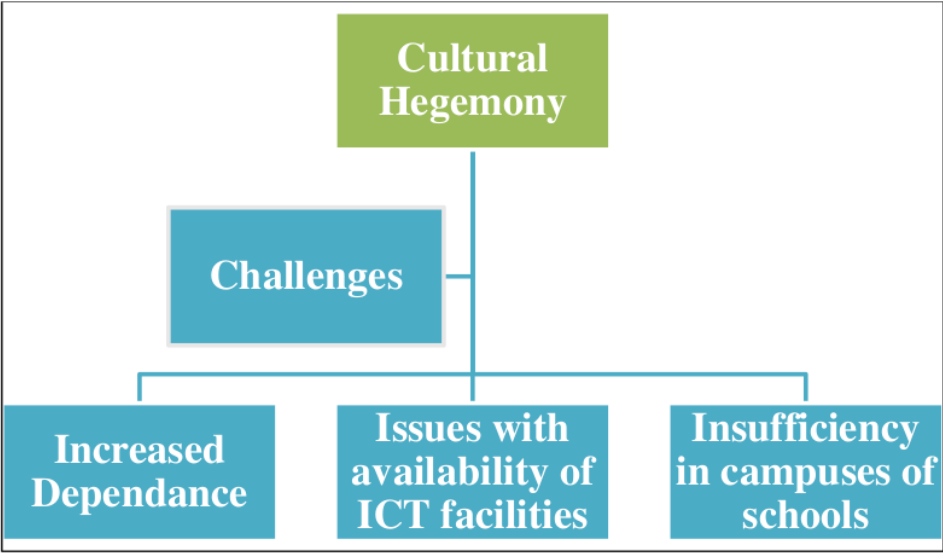 Cultural
Hegemony
Challenges
Increased
Dependance
Issues with
availability of
ICT facilities
Insufficiency
in campuses of
schools